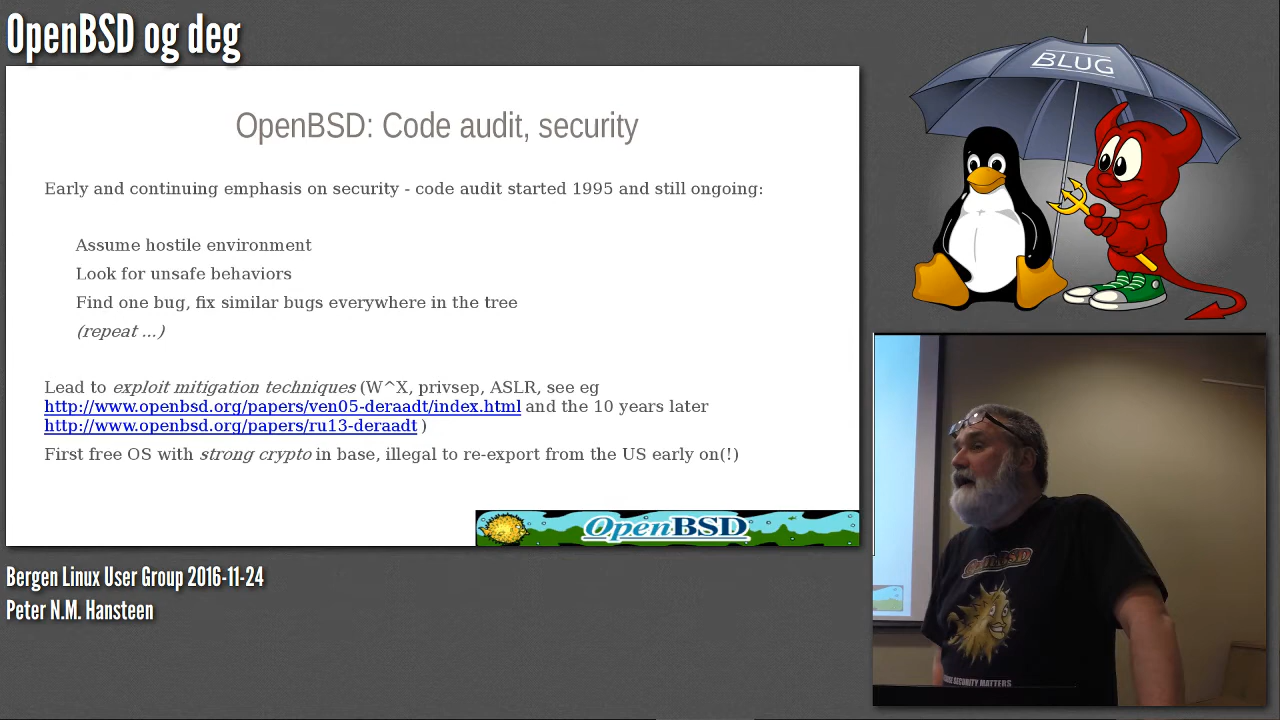 OpenBSD og deg
BLUG
OpenBSD: Code audit, security
Early and continuing emphasis on security - code audit started 1995 and still ongoing:
Assume hostile environment
Look for unsafe behaviors
Find one bug, fix similar bugs everywhere in the tree
(repeat ...)
Lead to exploit mitigation techniques (W^X, privsep, ASLR, see eg
http://www.openbsd.org/papers/ven05-deraadt/index.html and the 10 years later
http://www.openbsd.org/papers/ru13-deraadt )
First free OS with strong crypto in base, illegal to re-export from the US early on(!)
OpenBSD
Bergen Linux User Group 2016-11-24
Peter N.M. Hansteen
OpenBSD
SECURITY MATTERS